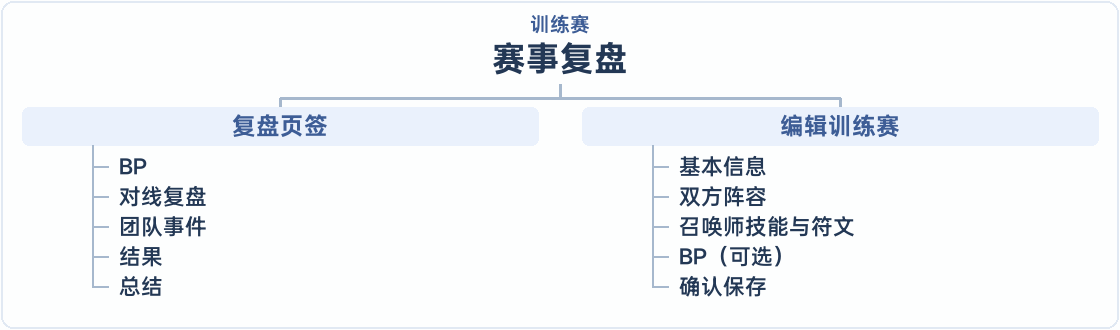 训练赛
赛事复盘
复盘页签
BP
对线复盘
团队事件
结果
总结
编辑训练赛
基本信息
双方阵容
召唤师技能与符文
BP（可选）
确认保存